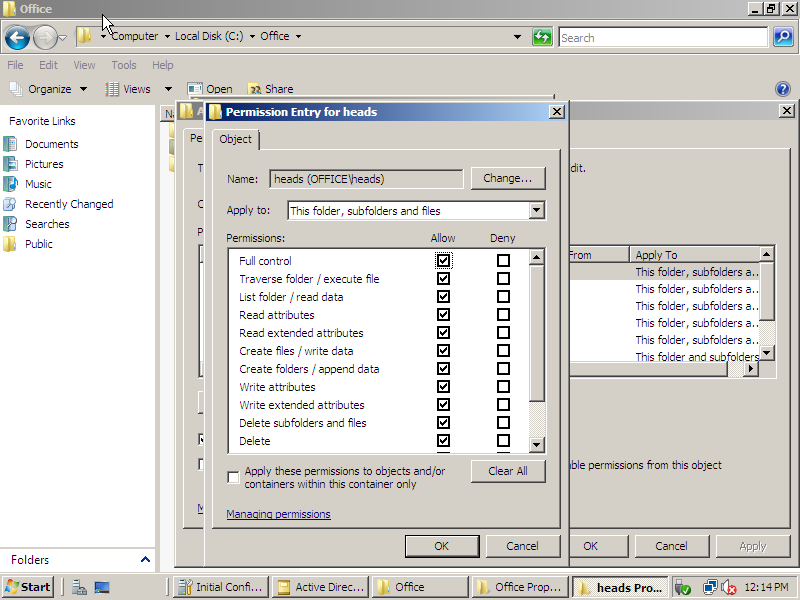 Office
Computer Local Disk (C:) Office
Search
File Edit View Tools Help
Organize Views Open Share
Favorite Links
Documents
Pictures
Music
Recently Changed
Searches
Public
Folders
Permission Entry for heads
Object
Name: heads (OFFICE\heads) Change...
Apply to: This folder, subfolders and files
Permissions: Allow Deny
Full control
Traverse folder / execute file
List folder / read data
Read attributes
Read extended attributes
Create files / write data
Create folders / append data
Write attributes
Write extended attributes
Delete subfolders and files
Delete
Apply these permissions to objects and/or
containers within this container only
Clear All
Managing permissions
OK Cancel
dit.
From Apply To
This folder, subfolders a...
This folder, subfolders a...
This folder, subfolders a...
This folder, subfolders a...
This folder, subfolders a...
This folder and subfolders
ble permissions from this object
OK Cancel Apply
Start Initial Confi... Active Direc... Office Office Prop... heads Pro... 12:14 PM